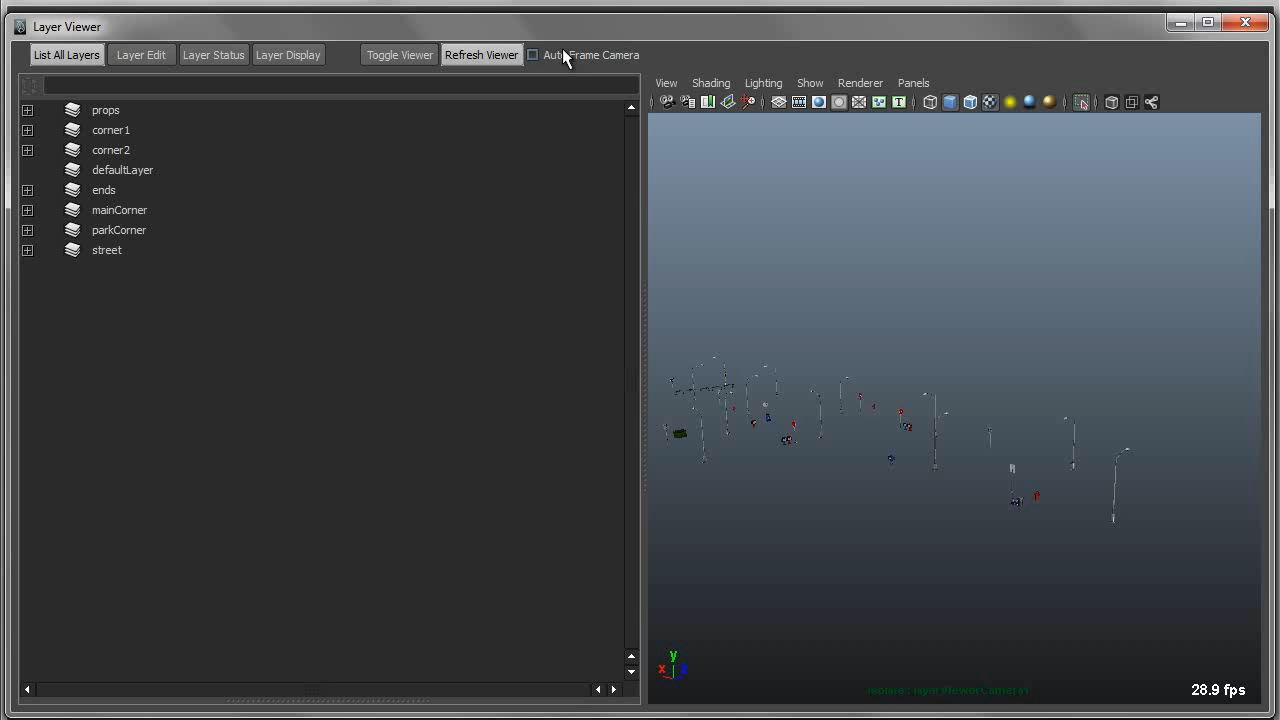 Layer Viewer
List All Layers Layer Edit Layer Status Layer Display Toggle Viewer Refresh Viewer Auto Frame Camera
View Shading Lighting Show Renderer Panels
props
corner1
corner2
defaultLayer
ends
mainCorner
parkCorner
street
y
x z
28.9 fps